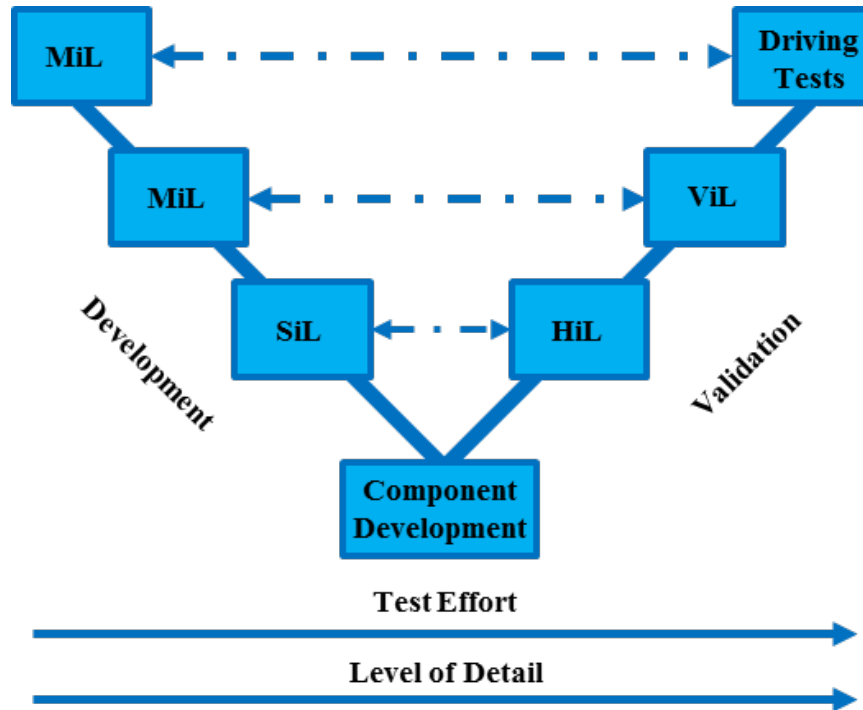 MiL
Driving
Tests
MiL
ViL
SiL
HiL
Development
Validation
Component
Development
Test Effort
Level of Detail